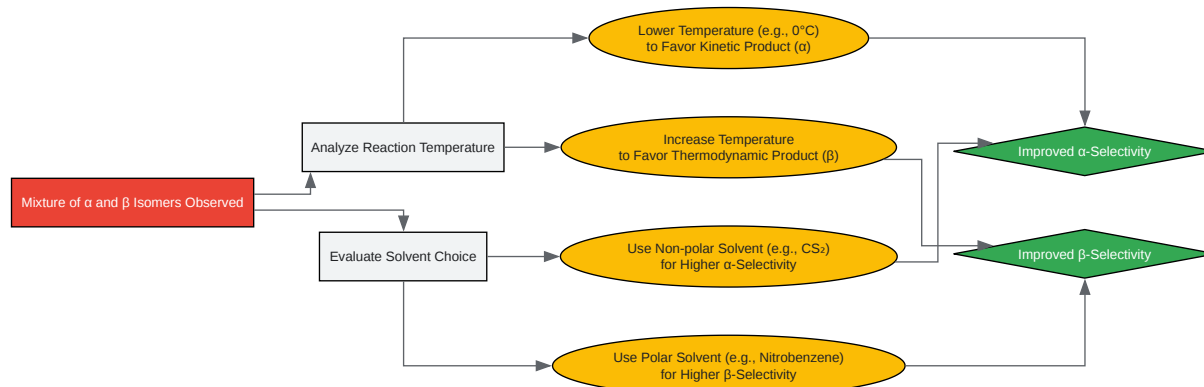 Lower Temperature (e.g., 0°C)
to Favor Kinetic Product (α)
Analyze Reaction Temperature
Increase Temperature
to Favor Thermodynamic Product (β)
Improved α-Selectivity
Mixture of α and β Isomers Observed
Evaluate Solvent Choice
Use Non-polar Solvent (e.g., CS₂)
for Higher α-Selectivity
Improved β-Selectivity
Use Polar Solvent (e.g., Nitrobenzene)
for Higher β-Selectivity